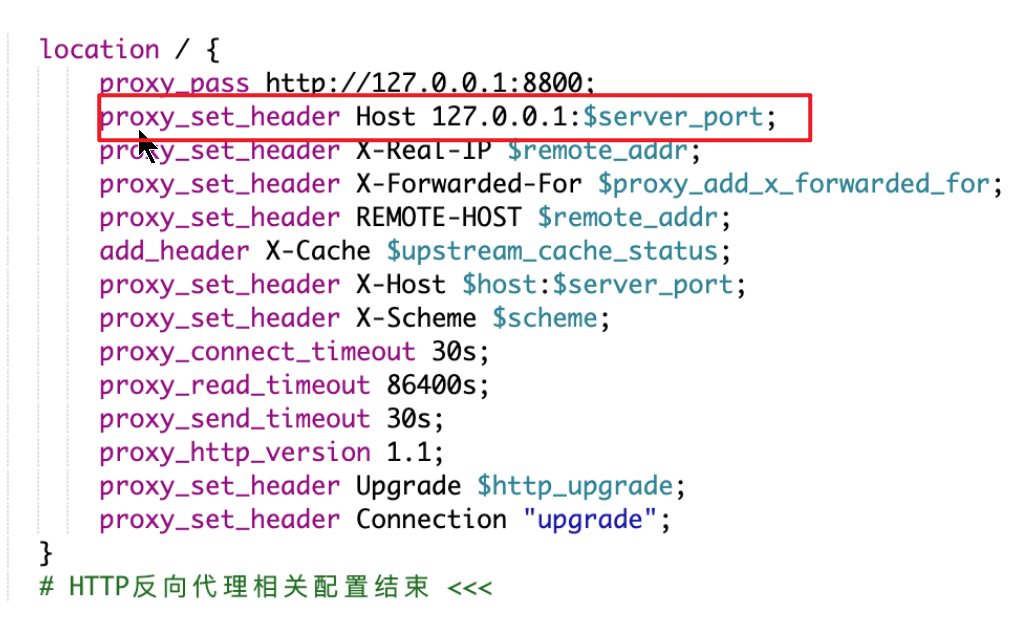 location / {
proxy_pass http://127.0.0.1:8800;
proxy_set_header Host 127.0.0.1:$server_port;
proxy_set_header X-Real-IP $remote_addr;
proxy_set_header X-Forwarded-For $proxy_add_x_forwarded_for;
proxy_set_header REMOTE-HOST $remote_addr;
add_header X-Cache $upstream_cache_status;
proxy_set_header X-Host $host:$server_port;
proxy_set_header X-Scheme $scheme;
proxy_connect_timeout 30s;
proxy_read_timeout 86400s;
proxy_send_timeout 30s;
proxy_http_version 1.1;
proxy_set_header Upgrade $http_upgrade;
proxy_set_header Connection "upgrade";
}
# HTTP反向代理相关配置结束 <<<